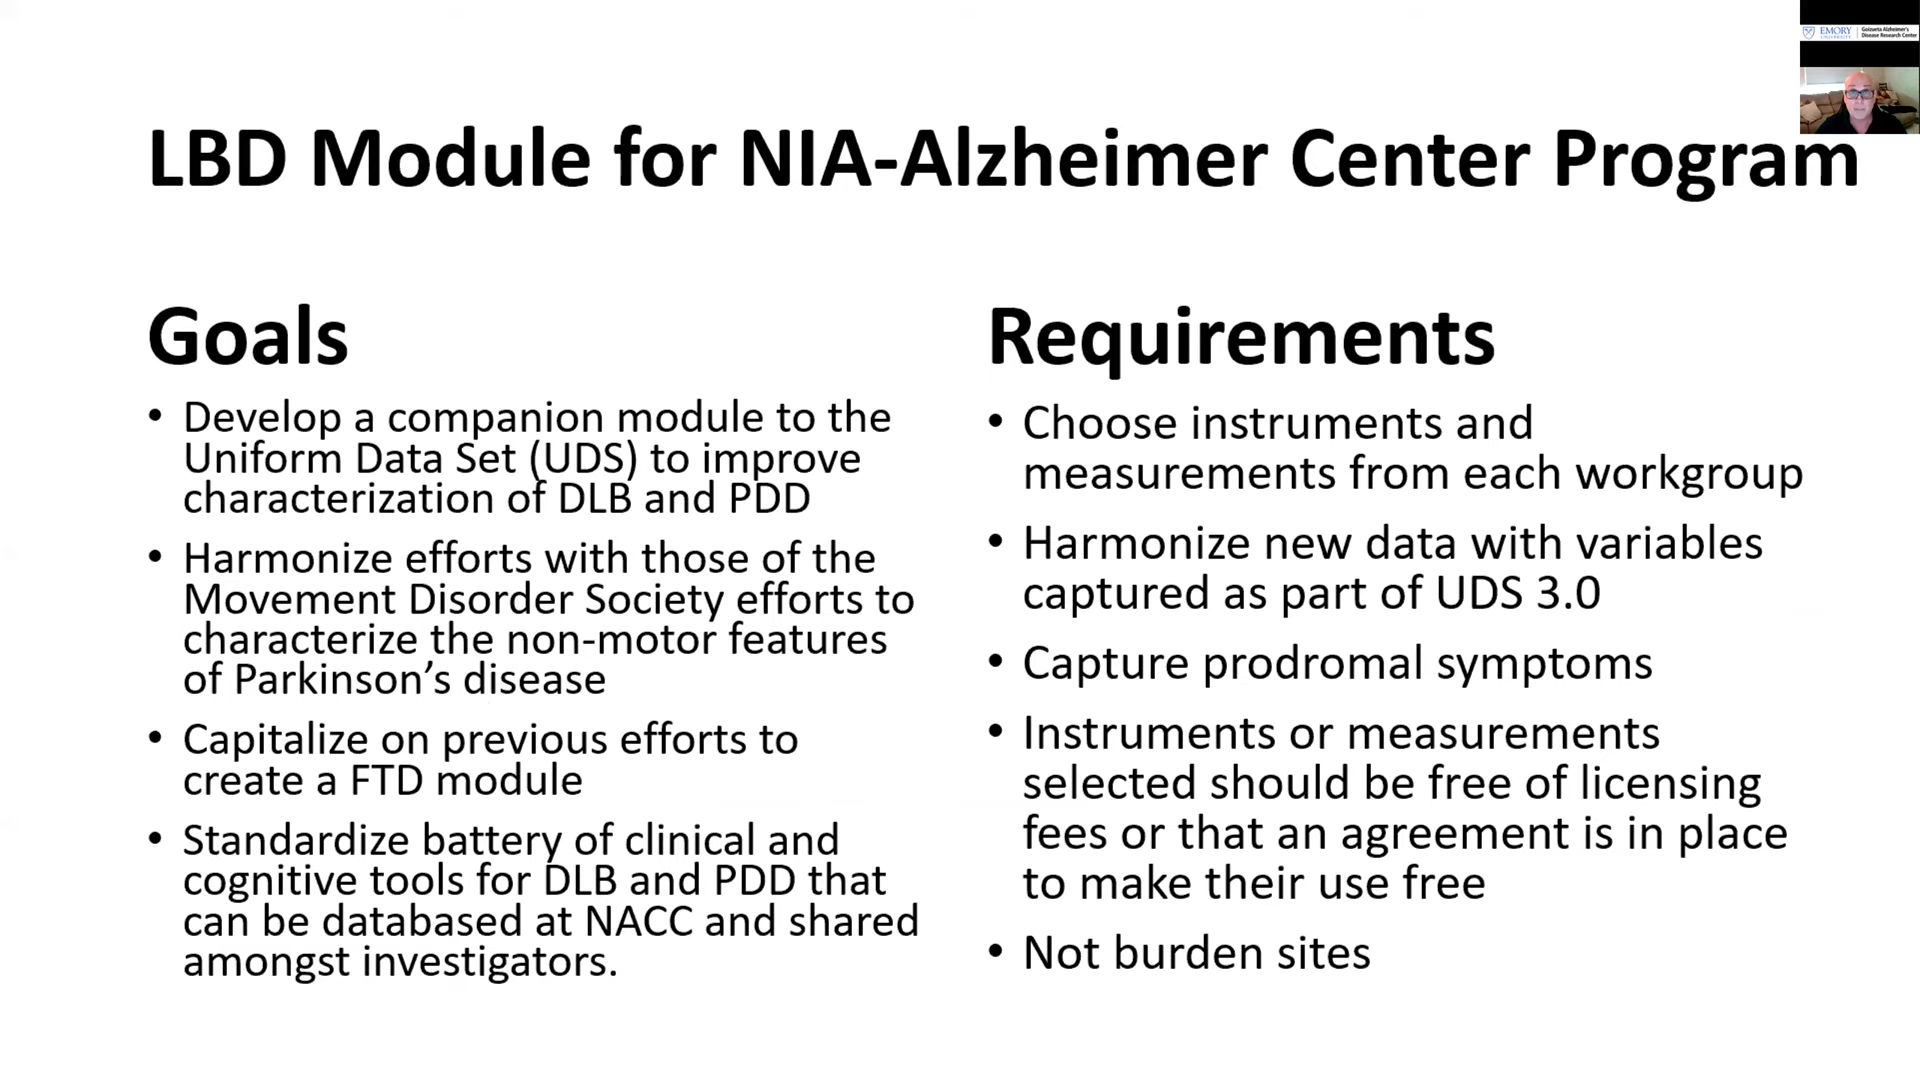 EMORY
UNIVERSITY
Goizueta Alzheimer's
Disease Research Center
LBD Module for NIA-Alzheimer Center Program
Goals
• Develop a companion module to the
Uniform Data Set (UDS) to improve
characterization of DLB and PDD
• Harmonize efforts with those of the
Movement Disorder Society efforts to
characterize the non-motor features
of Parkinson’s disease
• Capitalize on previous efforts to
create a FTD module
• Standardize battery of clinical and
cognitive tools for DLB and PDD that
can be databased at NACC and shared
amongst investigators.
Requirements
• Choose instruments and
measurements from each workgroup
• Harmonize new data with variables
captured as part of UDS 3.0
• Capture prodromal symptoms
• Instruments or measurements
selected should be free of licensing
fees or that an agreement is in place
to make their use free
• Not burden sites